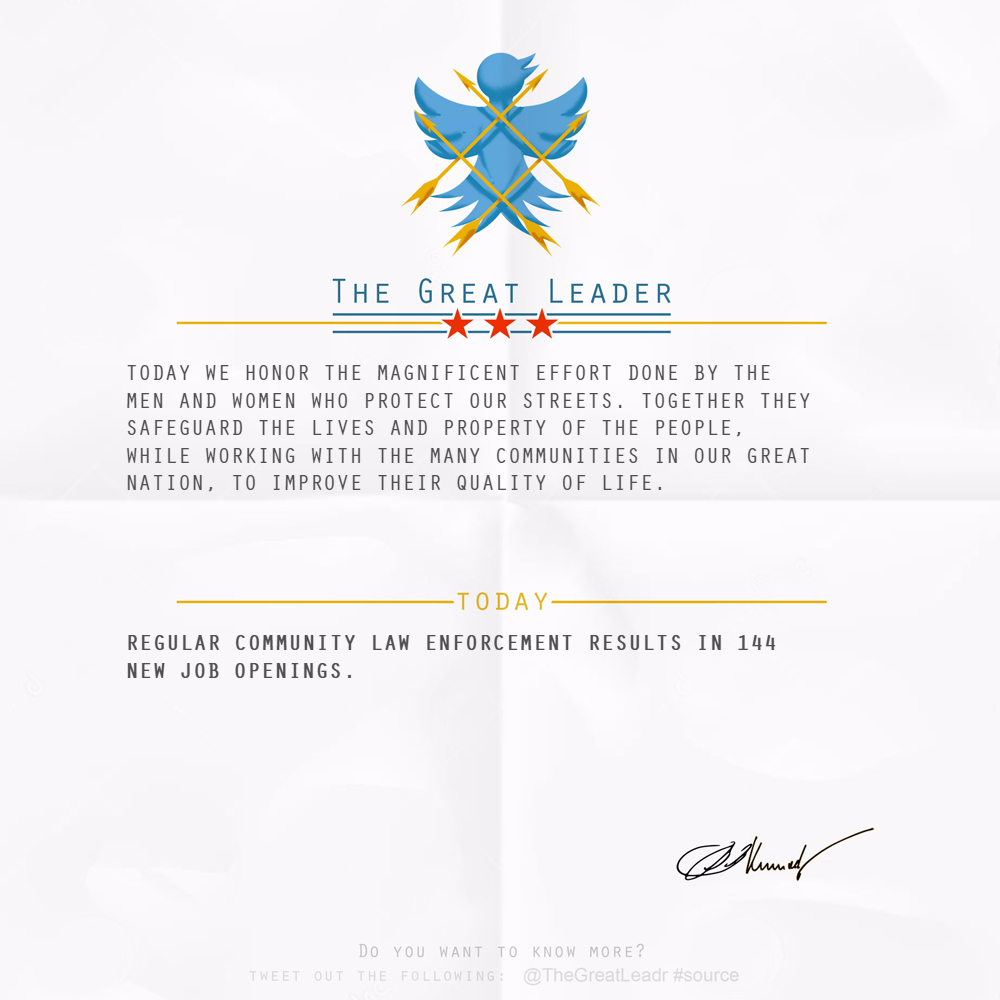 The Great Leader
TODAY WE HONOR THE MAGNIFICENT EFFORT DONE BY THE
MEN AND WOMEN WHO PROTECT OUR STREETS. TOGETHER THEY
SAFEGUARD THE LIVES AND PROPERTY OF THE PEOPLE,
WHILE WORKING WITH THE MANY COMMUNITIES IN OUR GREAT
NATION, TO IMPROVE THEIR QUALITY OF LIFE.
TODAY
REGULAR COMMUNITY LAW ENFORCEMENT RESULTS IN 144
NEW JOB OPENINGS.
Do you want to know more?
TWEET OUT THE FOLLOWING: @TheGreatLeadr #source